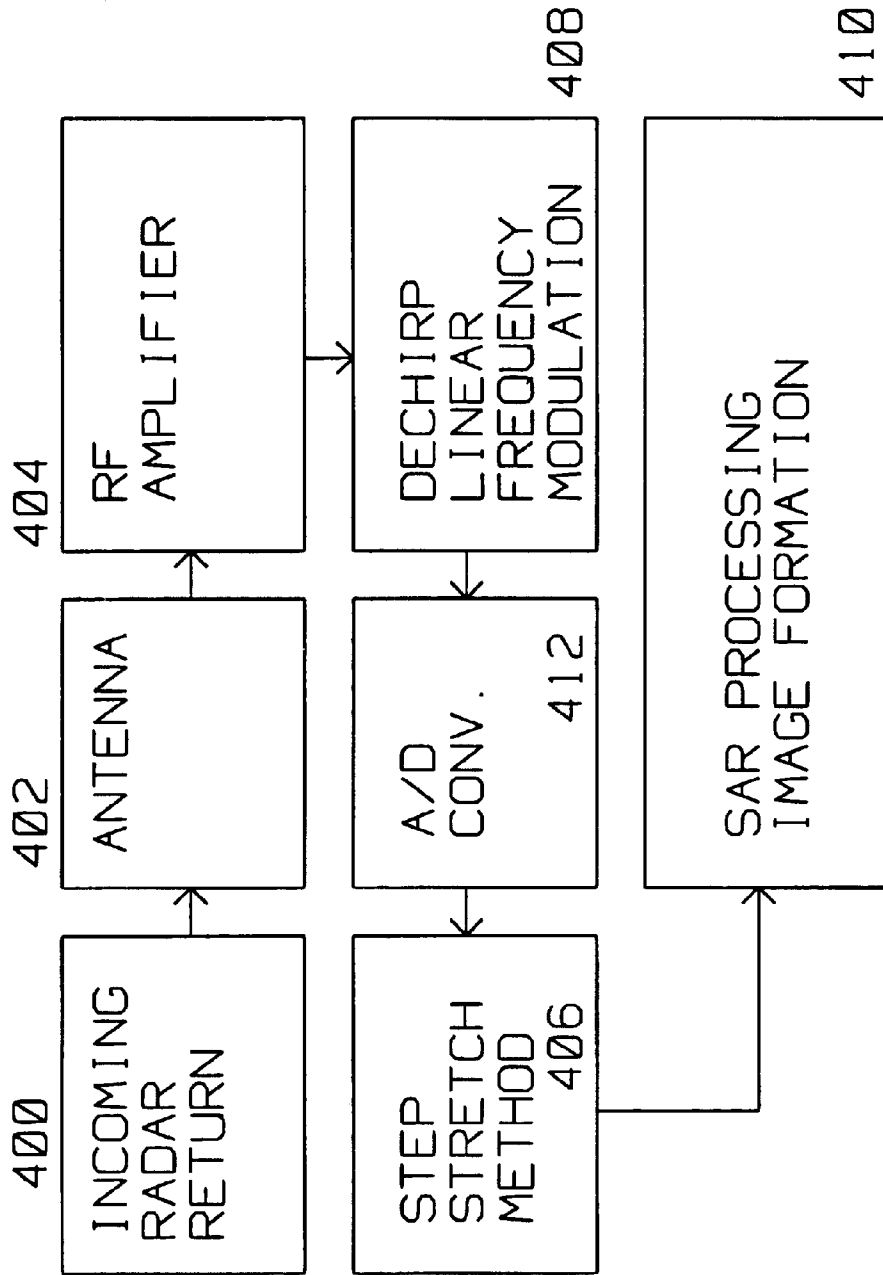 400
INCOMING
RADAR
RETURN
402
ANTENNA
404
RF
AMPLIFIER
DECHIRP
LINEAR
FREQUENCY
MODULATION
408
A/D
CONV.
412
STEP
STRETCH
METHOD
406
SAR PROCESSING
IMAGE FORMATION
410